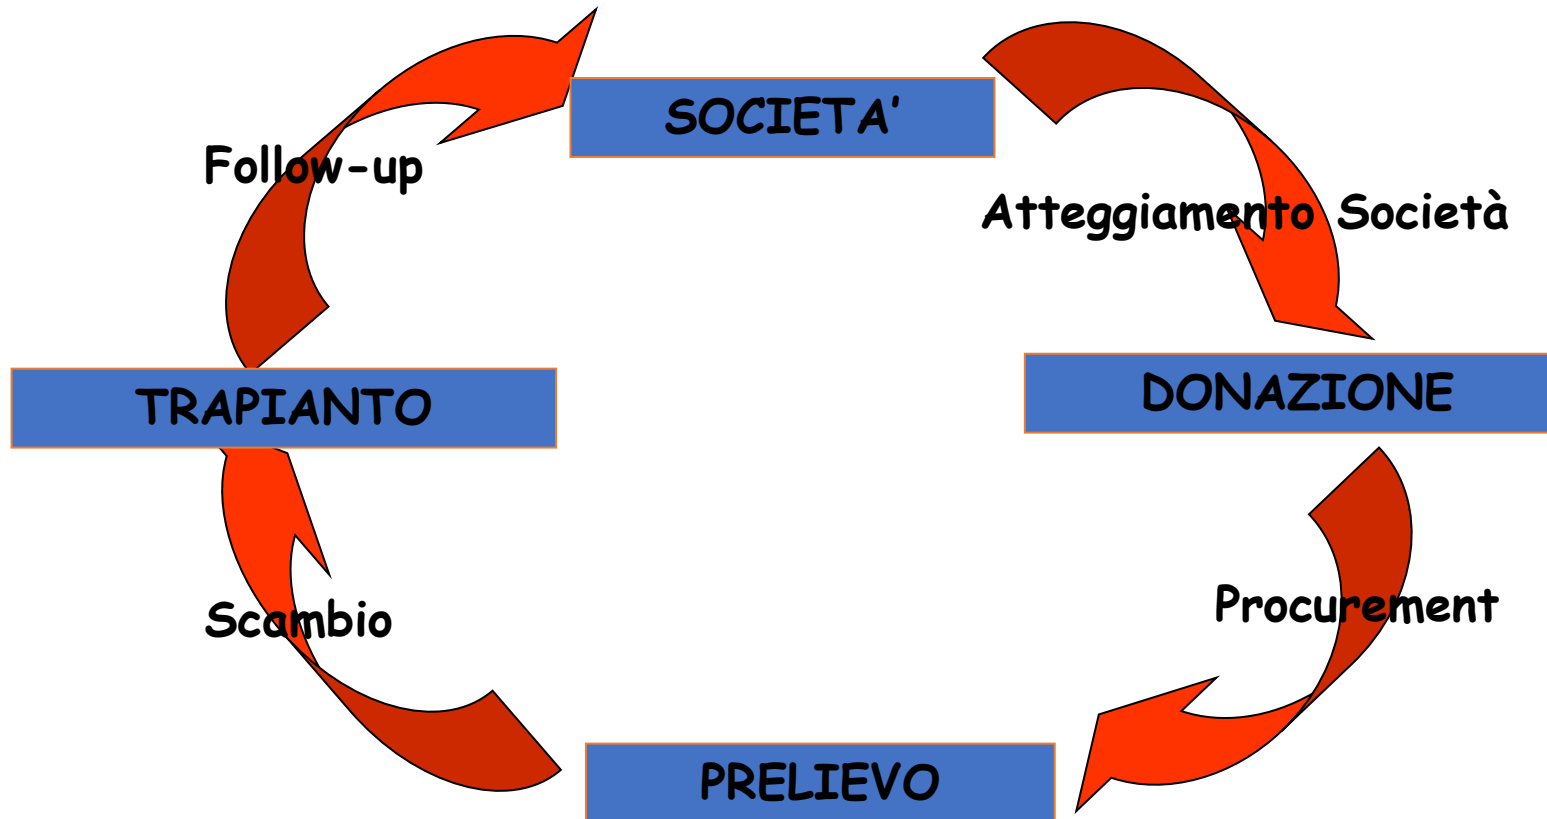 SOCIETA’
Follow-up
Atteggiamento Società
TRAPIANTO
DONAZIONE
Scambio
Procurement
PRELIEVO